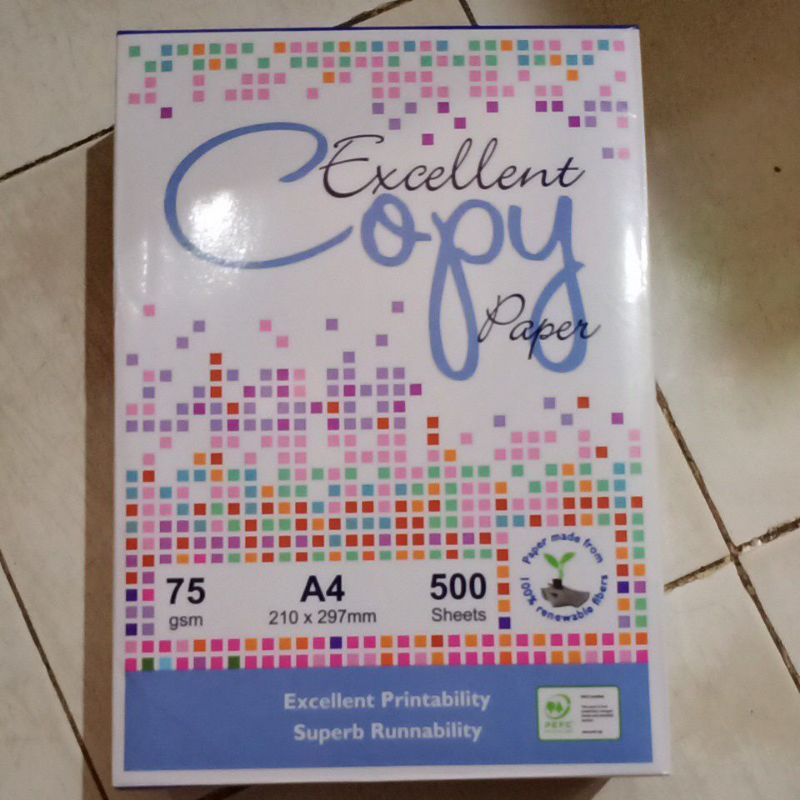 Excellent
Copy
Paper
75
gsm
A4
210 x 297mm
500
Sheets
Paper made from
100% renewable fibers
Excellent Printability
Superb Runnability
PEFC